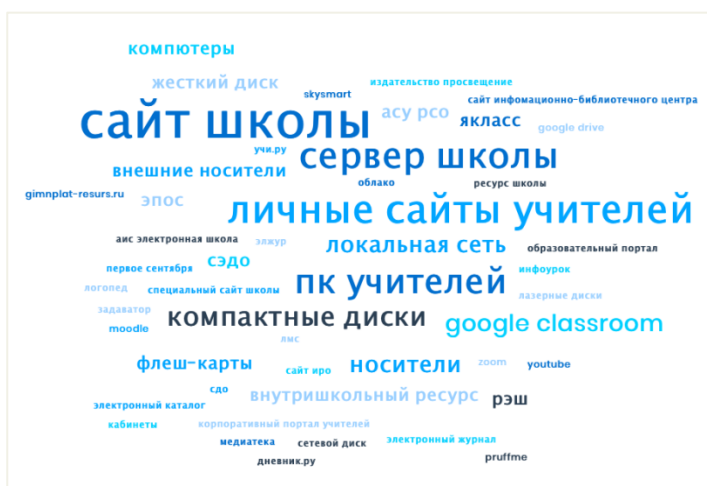 компютеры
жесткий диск
издательство просвещение
skysmart
сайт инфомационно-библиотечного центра
сайт школы
асу рсо
якласс
google drive
учи.ру
сервер школы
внешние носители
облако
ресурс школы
gimnplat-resurs.ru
эпос
личные сайты учителей
аис электронная школа
элжур
локальная сеть
образовательный портал
первое сентября
сэдо
инфоурок
логопед
специальный сайт школы
пк учителей
лазерные диски
задаватор
moodle
компактные диски
google classroom
лмс
флеш-карты
сайт иро
носители
zoom
youtube
сдо
внутришкольный ресурс
рэш
электронный каталог
кабинеты
корпоративный портал учителей
медиатека
сетевой диск
электронный журнал
дневник.ру
pruffme